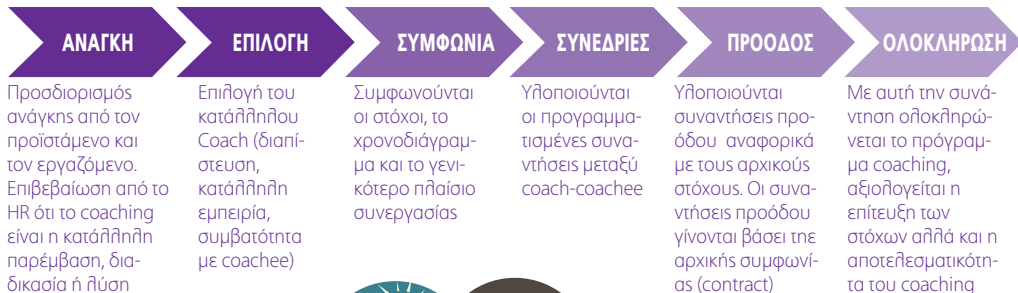 ΑΝΑΓΚΗ
ΕΠΙΛΟΓΗ
ΣΥΜΦΩΝΙΑ
ΣΥΝΕΔΡΙΕΣ
ΠΡΟΟΔΟΣ
ΟΛΟΚΛΗΡΩΣΗ
Προσδιορισμός
ανάγκης από τον
προϊστάμενο και
τον εργαζόμενο.
Επιβεβαίωση από το
HR ότι το coaching
είναι η κατάλληλη
παρέμβαση, δια-
δικασία ή λύση
Επιλογή του
κατάλληλου
Coach (διαπί-
στευση,
κατάλληλη
εμπειρία,
συμβατότητα
με coachee)
Συμφωνούνται
οι στόχοι, το
χρονοδιάγραμ-
μα και το γενι-
κότερο πλαίσιο
συνεργασίας
Υλοποιούνται
οι προγραμμα-
τισμένες συνα-
ντήσεις μεταξύ
coach-coachee
Υλοποιούνται
συναντήσεις προ-
όδου αναφορικά
με τους αρχικούς
στόχους. Οι συνα-
ντήσεις προόδου
γίνονται βάσει τηε
αρχικής συμφωνί-
ας (contract)
Με αυτή την συνά-
ντηση ολοκληρώ-
νεται το πρόγραμ-
μα coaching,
αξιολογείται η
επίτευξη των
στόχων αλλά και η
αποτελεσματικότη-
τα του coaching